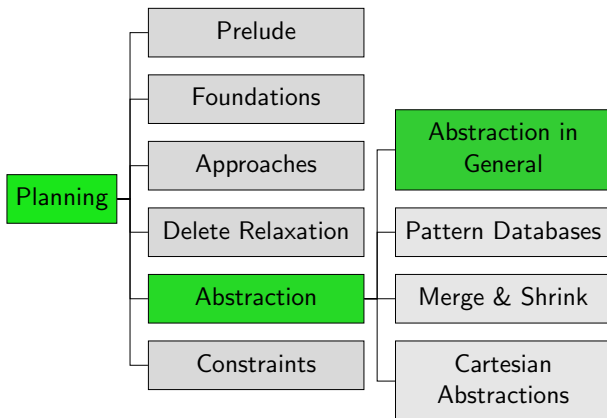 Planning
Prelude
Foundations
Approaches
Delete Relaxation
Abstraction
Constraints
Abstraction in
General
Pattern Databases
Merge & Shrink
Cartesian
Abstractions